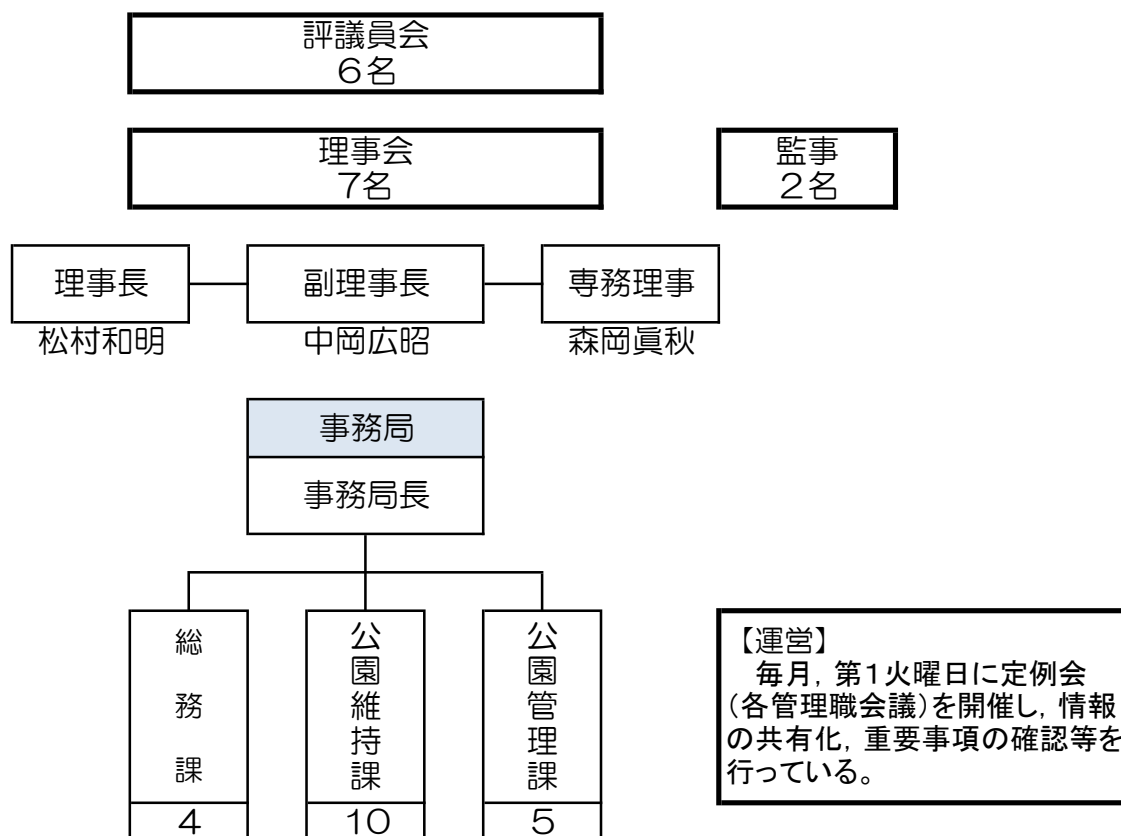 評議員会
6名
理事会
7名
監事
2名
理事長
副理事長
専務理事
松村和明
中岡広昭
森岡眞秋
事務局
事務局長
総務課
公園維持課
公園管理課
4
10
5
【運営】
毎月，第1火曜日に定例会
（各管理職会議）を開催し，情報
の共有化，重要事項の確認等を
行っている。